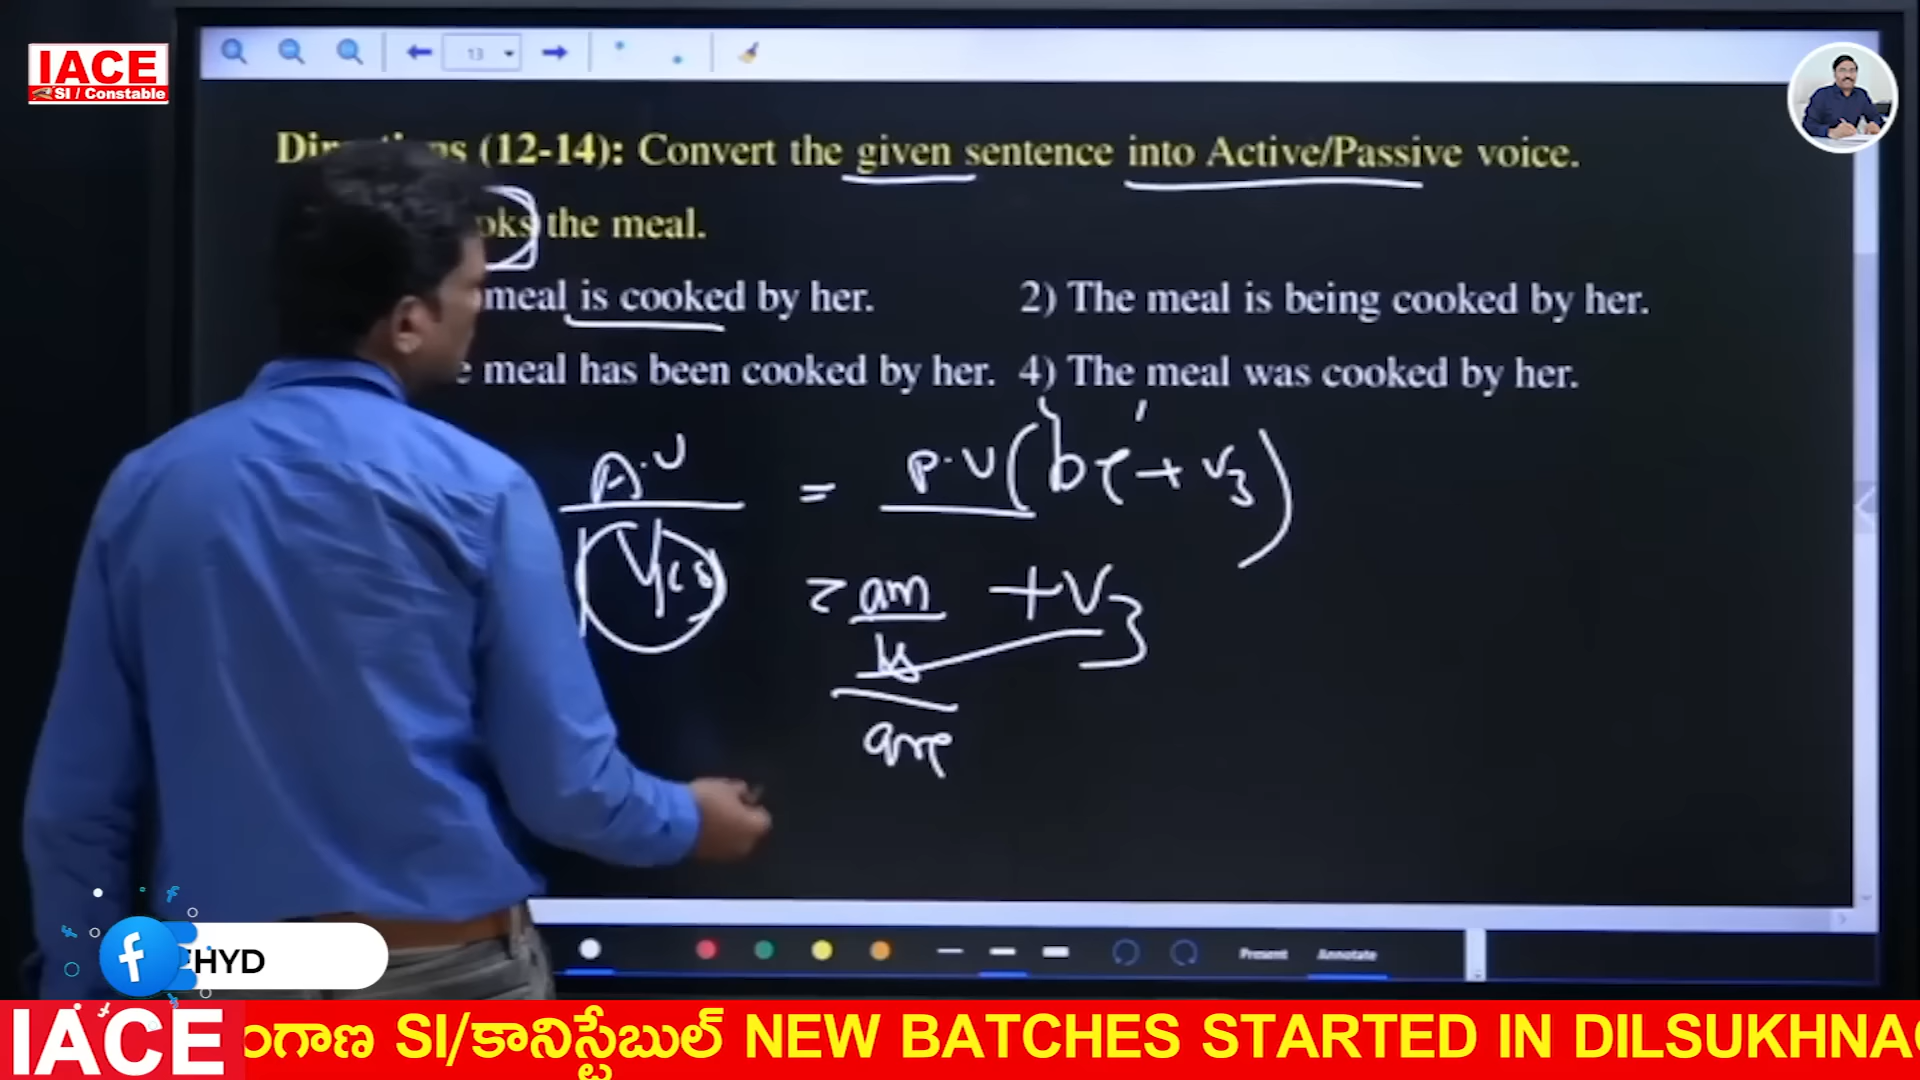 IACE
SI / Constable
13
(12-14): Convert the given sentence into Active/Passive voice.
the meal.
meal is cooked by her.
2) The meal is being cooked by her.
meal has been cooked by her.
4) The meal was cooked by her.
A.V = P.V (be + V3)
= am + V3
is
are
Present
Annotate
HYD
IACE
ంగాణ SI/కానిస్టేబుల్ NEW BATCHES STARTED IN DILSUKHNA